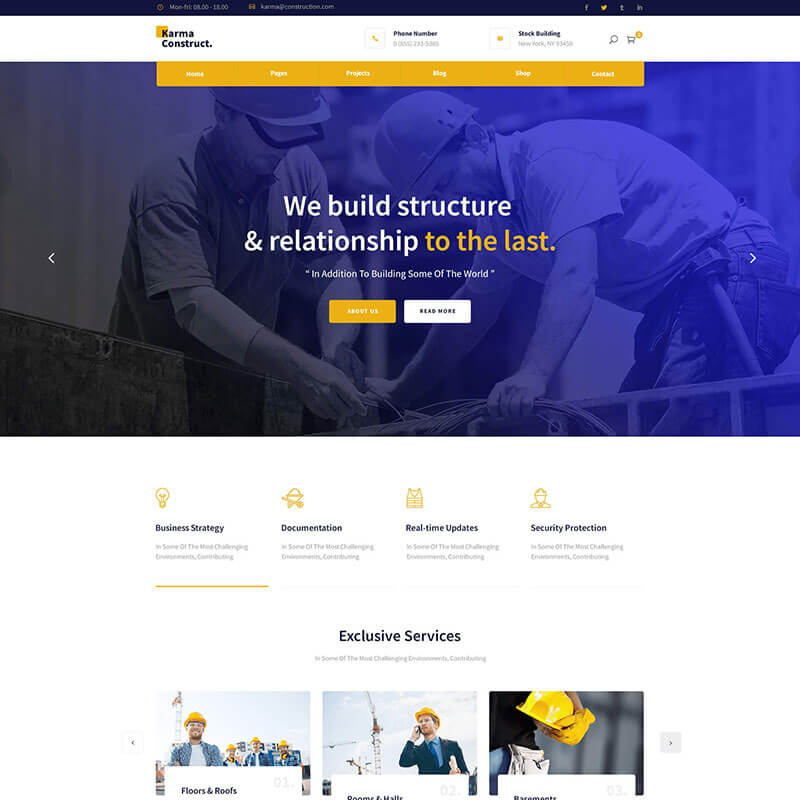 Mon-fri: 08.00 - 18.00
karma@construction.com
Karma
Construct.
Phone Number
0 (855) 233-5385
Stock Building
New York, NY 93459
0
Home
Pages
Projects
Blog
Shop
Contact
We build structure
& relationship to the last.
“ In Addition To Building Some Of The World ”
ABOUT US
READ MORE
Business Strategy
In Some Of The Most Challenging
Environments, Contributing
Documentation
In Some Of The Most Challenging
Environments, Contributing
Real-time Updates
In Some Of The Most Challenging
Environments, Contributing
Security Protection
In Some Of The Most Challenging
Environments, Contributing
Exclusive Services
In Some Of The Most Challenging Environments, Contributing
01.
Floors & Roofs
02.
Rooms & Halls
03.
Basements